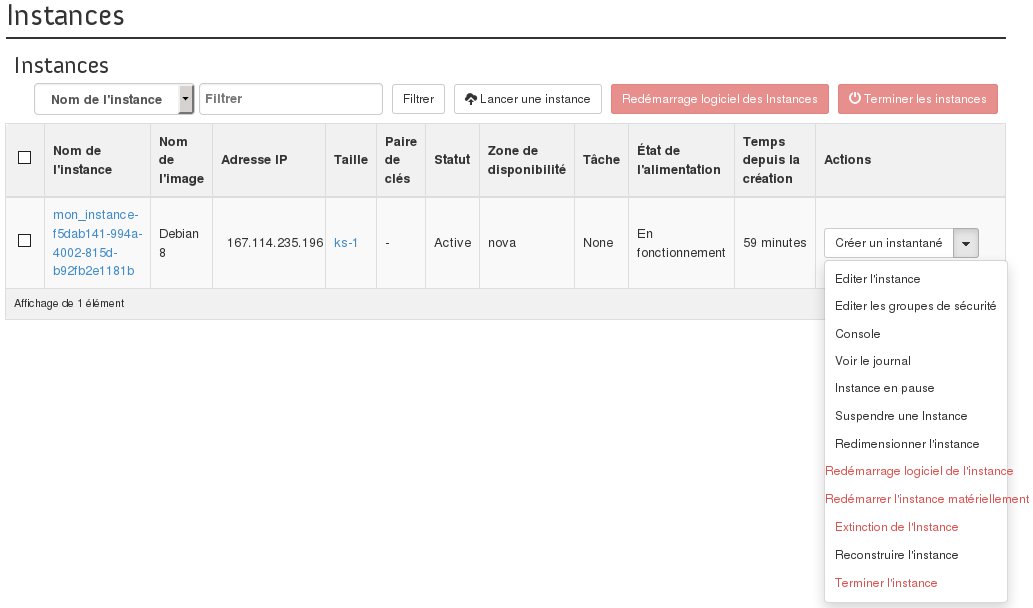 Instances
Instances
Nom de l'instance
Filtrer
Filtrer
Lancer une instance
Redémarrage logiciel des Instances
Terminer les instances
Nom de
l'instance
Nom
de
l'image
Adresse IP
Taille
Paire
de
clés
Statut
Zone de
disponibilité
Tâche
État de
l'alimentation
Temps
depuis la
création
Actions
mon_instance-
f5dab141-994a-
4002-815d-
b92fb2e1181b
Debian
8
167.114.235.196
ks-1
-
Active
nova
None
En
fonctionnement
59 minutes
Créer un instantané
Editer l'instance
Editer les groupes de sécurité
Console
Voir le journal
Instance en pause
Suspendre une Instance
Redimensionner l'instance
Redémarrage logiciel de l'instance
Redémarrer l'instance matériellement
Extinction de l'Instance
Reconstruire l'instance
Terminer l'instance
Affichage de 1 élément